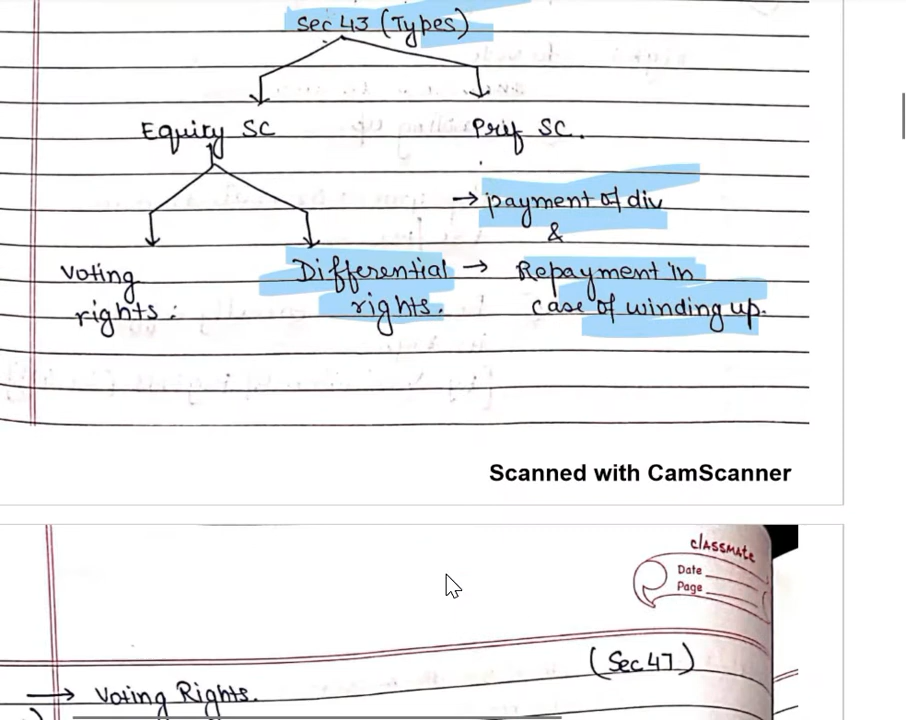 Sec 43 (Types)
Equity SC
Prif SC.
→ payment of div
&
Voting
rights :
Differential
rights.
→ Repayment in
case of winding up.
Scanned with CamScanner
classmate
Date
Page
(Sec 47)
→ Voting Rights.